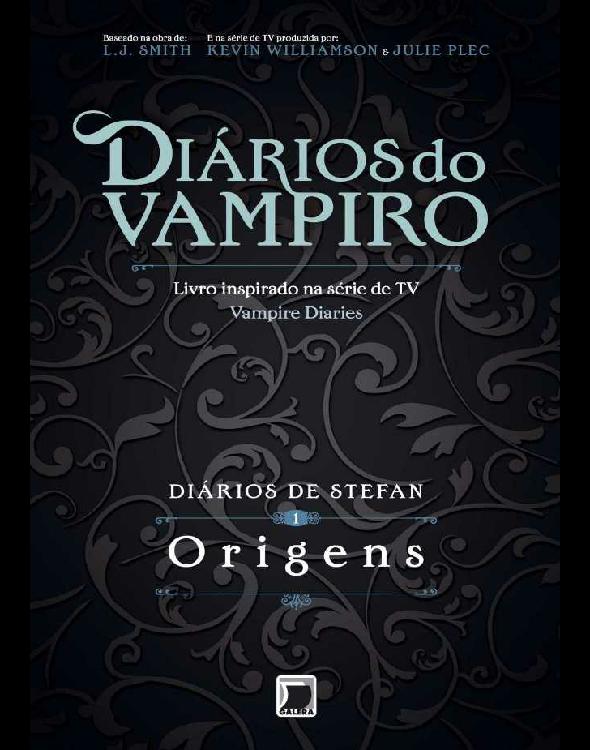 Baseado na obra de: E na série de TV produzida por:
L.J. SMITH KEVIN WILLIAMSON & JULIE PLEC
DIÁRIOS do
VAMPIRO
Livro inspirado na série de TV
Vampire Diaries
DIÁRIOS DE STEFAN
1
Origens
GALERA